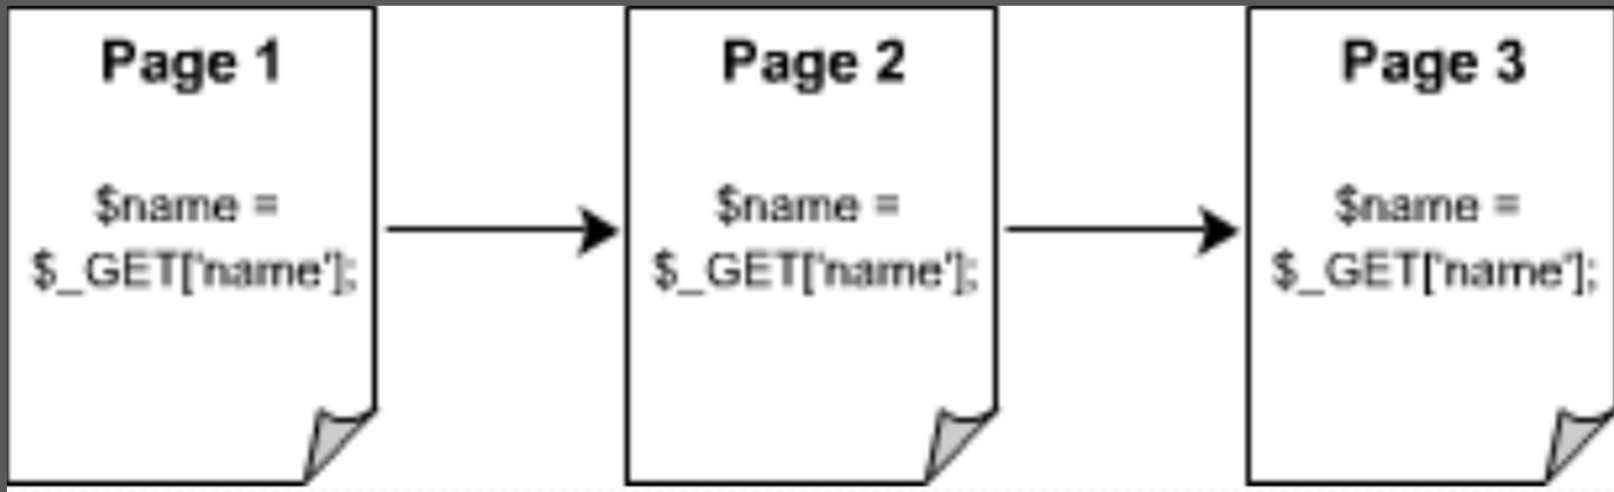 Page 1
$name =
$_GET['name'];
Page 2
$name =
$_GET['name'];
Page 3
$name =
$_GET['name'];